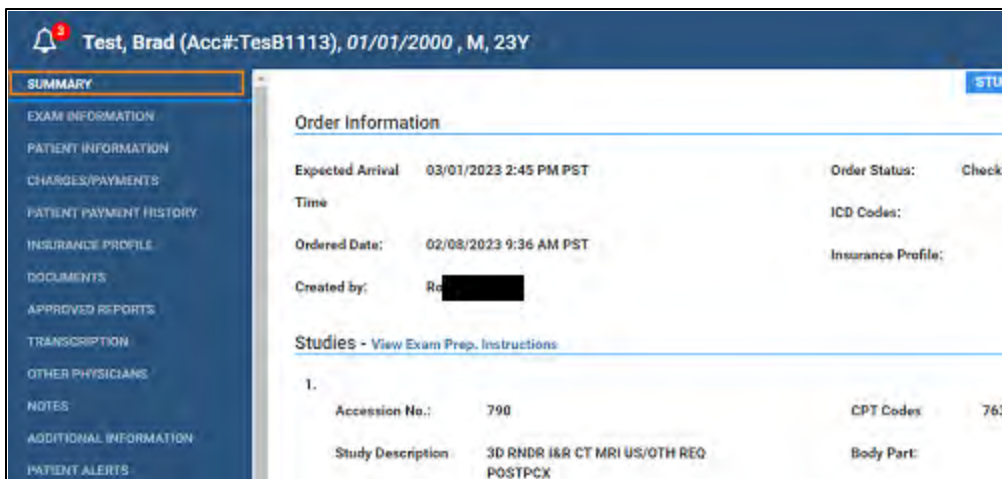 3
Test, Brad (Acc#:TesB1113), 01/01/2000 , M, 23Y
SUMMARY
EXAM INFORMATION
PATIENT INFORMATION
CHARGES/PAYMENTS
PATIENT PAYMENT HISTORY
INSURANCE PROFILE
DOCUMENTS
APPROVED REPORTS
TRANSCRIPTION
OTHER PHYSICIANS
NOTES
ADDITIONAL INFORMATION
PATIENT ALERTS
STU
Order Information
Expected Arrival Time 03/01/2023 2:45 PM PST
Order Status: Check
ICD Codes:
Ordered Date: 02/08/2023 9:36 AM PST
Insurance Profile:
Created by: Ro
Studies - View Exam Prep. Instructions
1.
Accession No.: 790
CPT Codes 763
Study Description 3D RNDR I&R CT MRI US/OTH REQ
POSTPCX
Body Part: